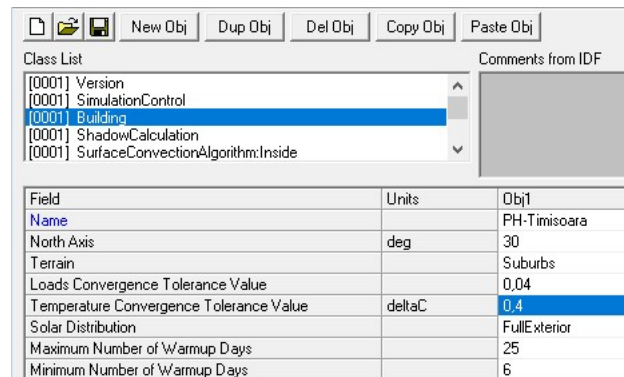 New Obj Dup Obj Del Obj Copy Obj Paste Obj
Class List Comments from IDF
[0001] Version
[0001] SimulationControl
[0001] Building
[0001] ShadowCalculation
[0001] SurfaceConvectionAlgorithm:Inside
Field Units Obj1
Name PH-Timisoara
North Axis deg 30
Terrain Suburbs
Loads Convergence Tolerance Value 0,04
Temperature Convergence Tolerance Value deltaC 0,4
Solar Distribution FullExterior
Maximum Number of Warmup Days 25
Minimum Number of Warmup Days 6